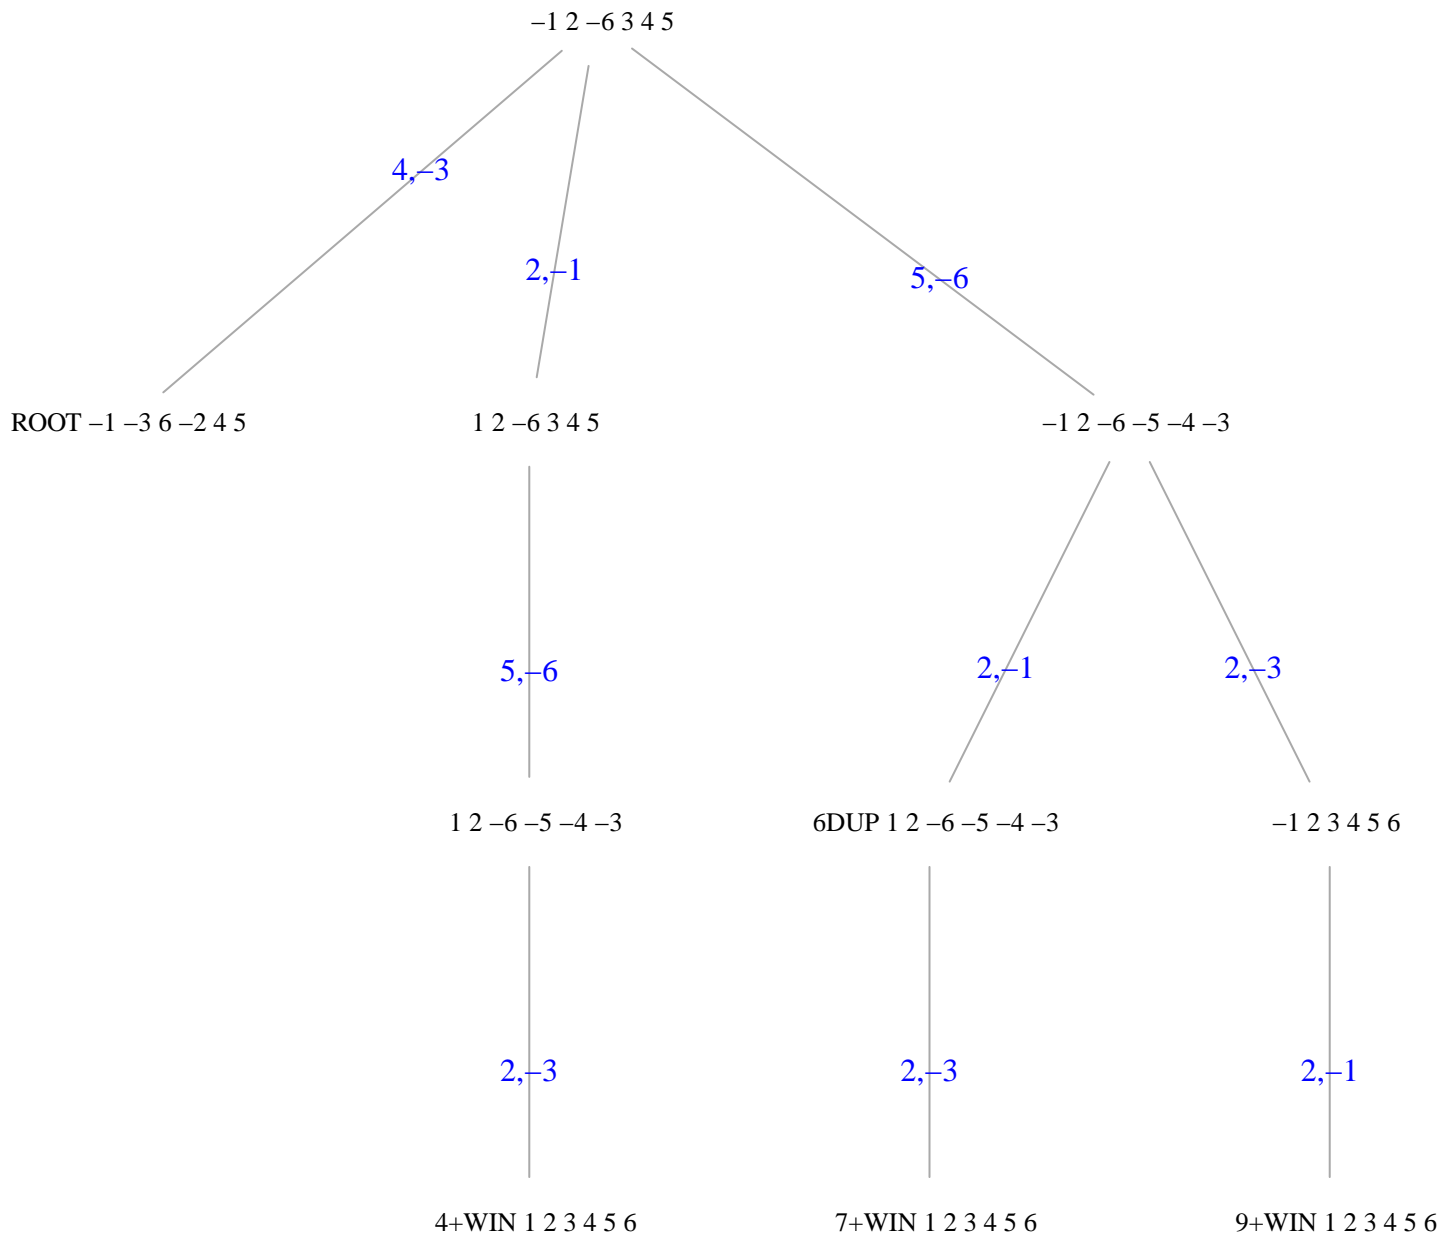 –1 2 –6 3 4 5
4,–3
2,–1
5,–6
ROOT –1 –3 6 –2 4 5
1 2 –6 3 4 5
–1 2 –6 –5 –4 –3
5,–6
2,–1
2,–3
1 2 –6 –5 –4 –3
6DUP 1 2 –6 –5 –4 –3
–1 2 3 4 5 6
2,–3
2,–3
2,–1
4+WIN 1 2 3 4 5 6
7+WIN 1 2 3 4 5 6
9+WIN 1 2 3 4 5 6